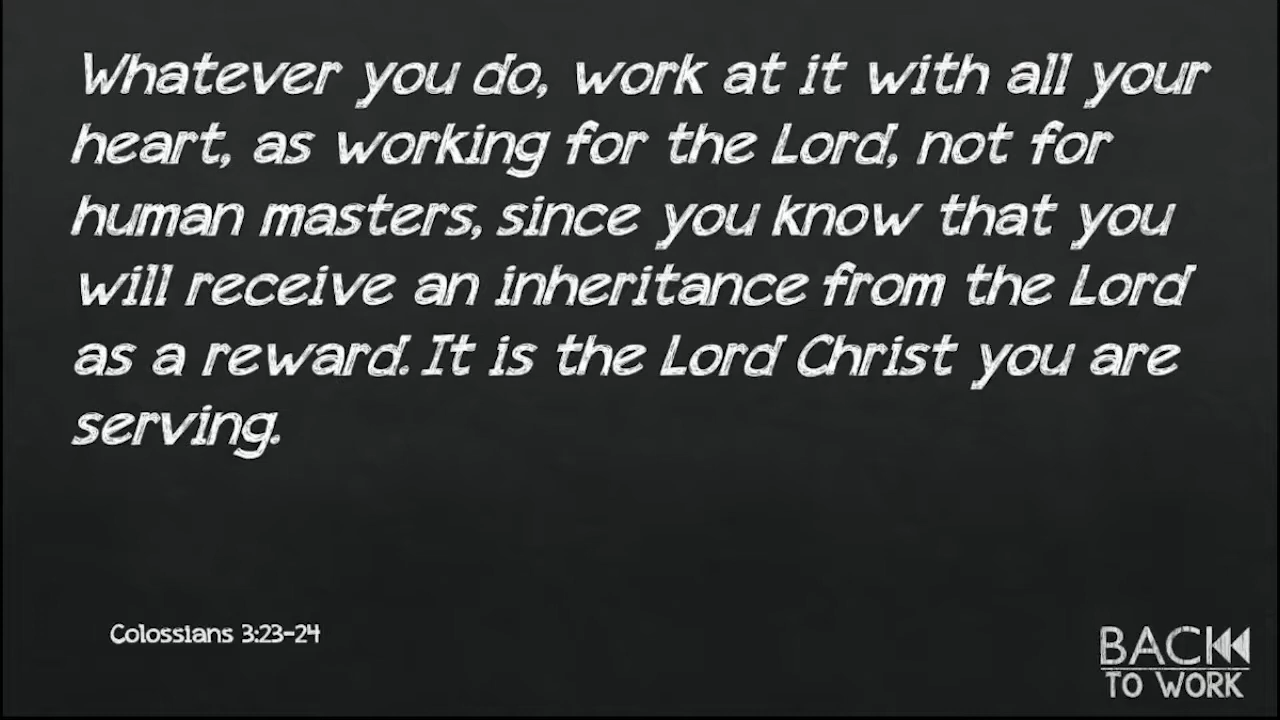 Whatever you do, work at it with all your
heart, as working for the Lord, not for
human masters, since you know that you
will receive an inheritance from the Lord
as a reward. It is the Lord Christ you are
serving.
Colossians 3:23-24
BACK
TO WORK